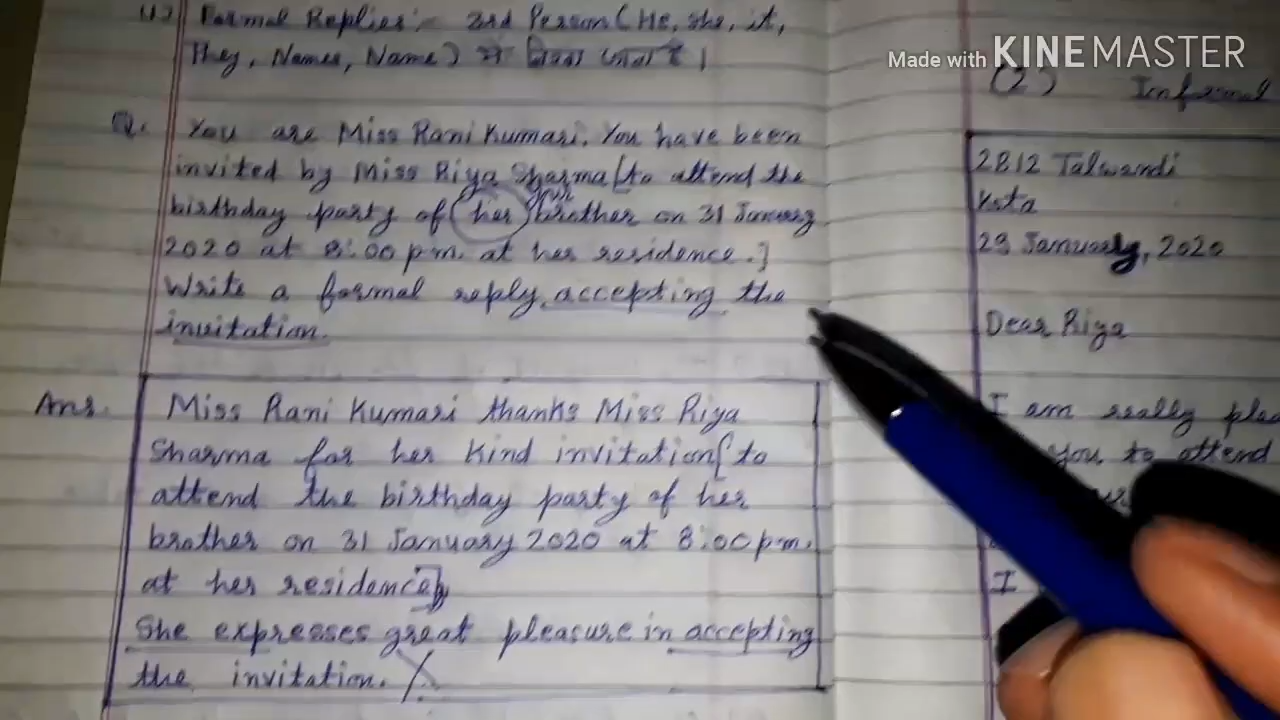 Made with KINEMASTER
(1) Formal Replies :- 3rd Person (He, she, it,
They, Names, Name) में लिखा जाता है।
Q. You are Miss Rani Kumari. You have been
invited by Miss Riya Sharma [to attend the
birthday party of her brother on 31 January
2020 at 8:00 p.m. at her residence.]
Write a formal reply, accepting the
invitation.
Ans. Miss Rani Kumari thanks Miss Riya
Sharma for her kind invitation [to
attend the birthday party of her
brother on 31 January 2020 at 8:00 p.m.
at her residence]
She expresses great pleasure in accepting
the invitation.
(2) Informal
2B12 Talwandi
Kota
29 January, 2020
Dear Riya
I am really plea
you to attend
I